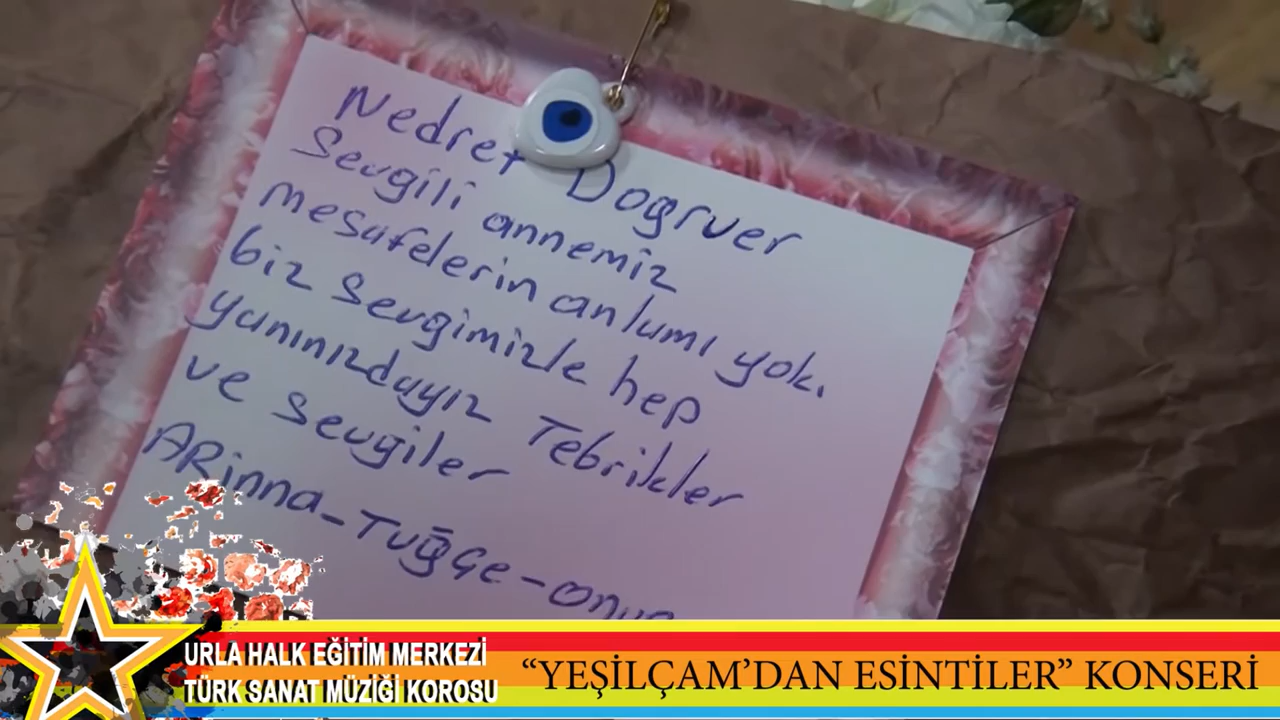 Nedret Doğruer
Sevgili annemiz
mesafelerin anlamı yok.
biz sevgimizle hep
yanınızdayız Tebrikler
ve sevgiler
ARinna-Tuğçe-onur
URLA HALK EĞİTİM MERKEZİ
TÜRK SANAT MÜZİĞİ KOROSU
“YEŞİLÇAM’DAN ESİNTİLER” KONSERİ